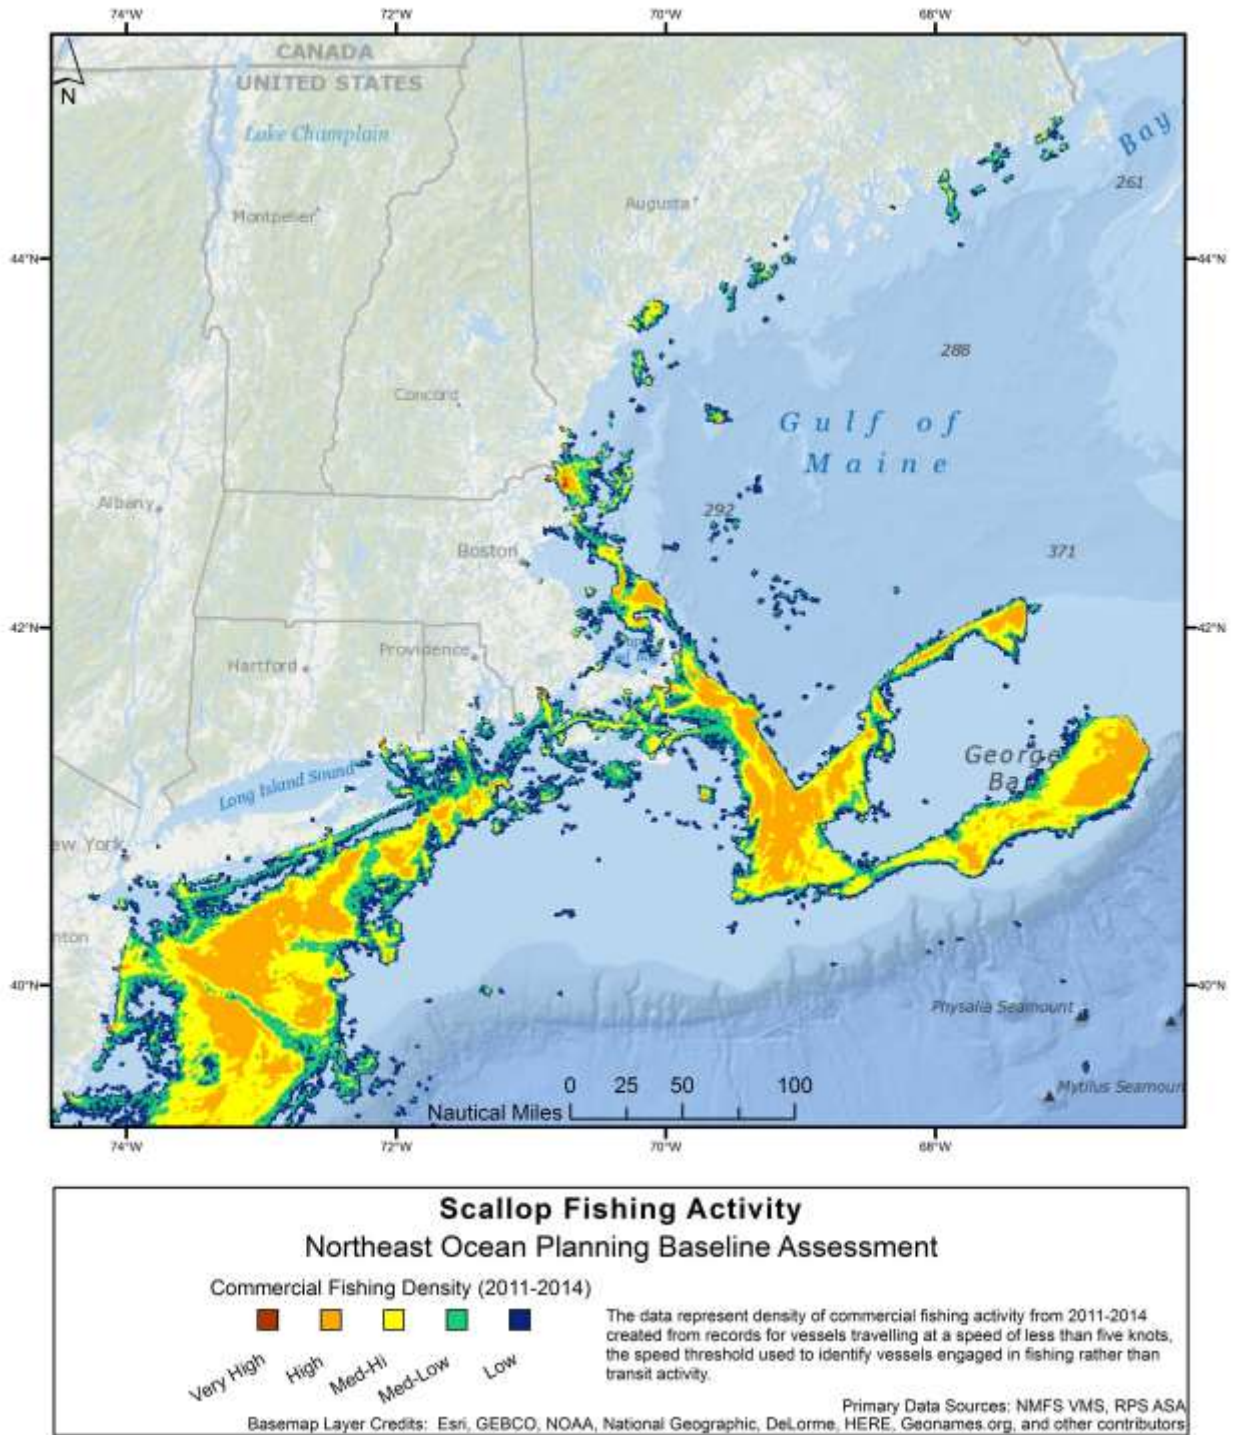 74°W 72°W 70°W 68°W
CANADA
UNITED STATES
N
Lake Champlain
Bay
261
Montpelier
Augusta
44°N 44°N
288
Concord
Gulf of
Maine
Albany
292
Boston
371
42°N 42°N
Providence
Hartford
George
Ba
Long Island Sound
ew York
nton
40°N 40°N
Physalia Seamount
0 25 50 100
Nautical Miles
Mytilus Seamoun
74°W 72°W 70°W 68°W
Scallop Fishing Activity
Northeast Ocean Planning Baseline Assessment
Commercial Fishing Density (2011-2014)
Very High High Med-Hi Med-Low Low
The data represent density of commercial fishing activity from 2011-2014
created from records for vessels travelling at a speed of less than five knots,
the speed threshold used to identify vessels engaged in fishing rather than
transit activity.
Primary Data Sources: NMFS VMS, RPS ASA
Basemap Layer Credits: Esri, GEBCO, NOAA, National Geographic, DeLorme, HERE, Geonames.org, and other contributors